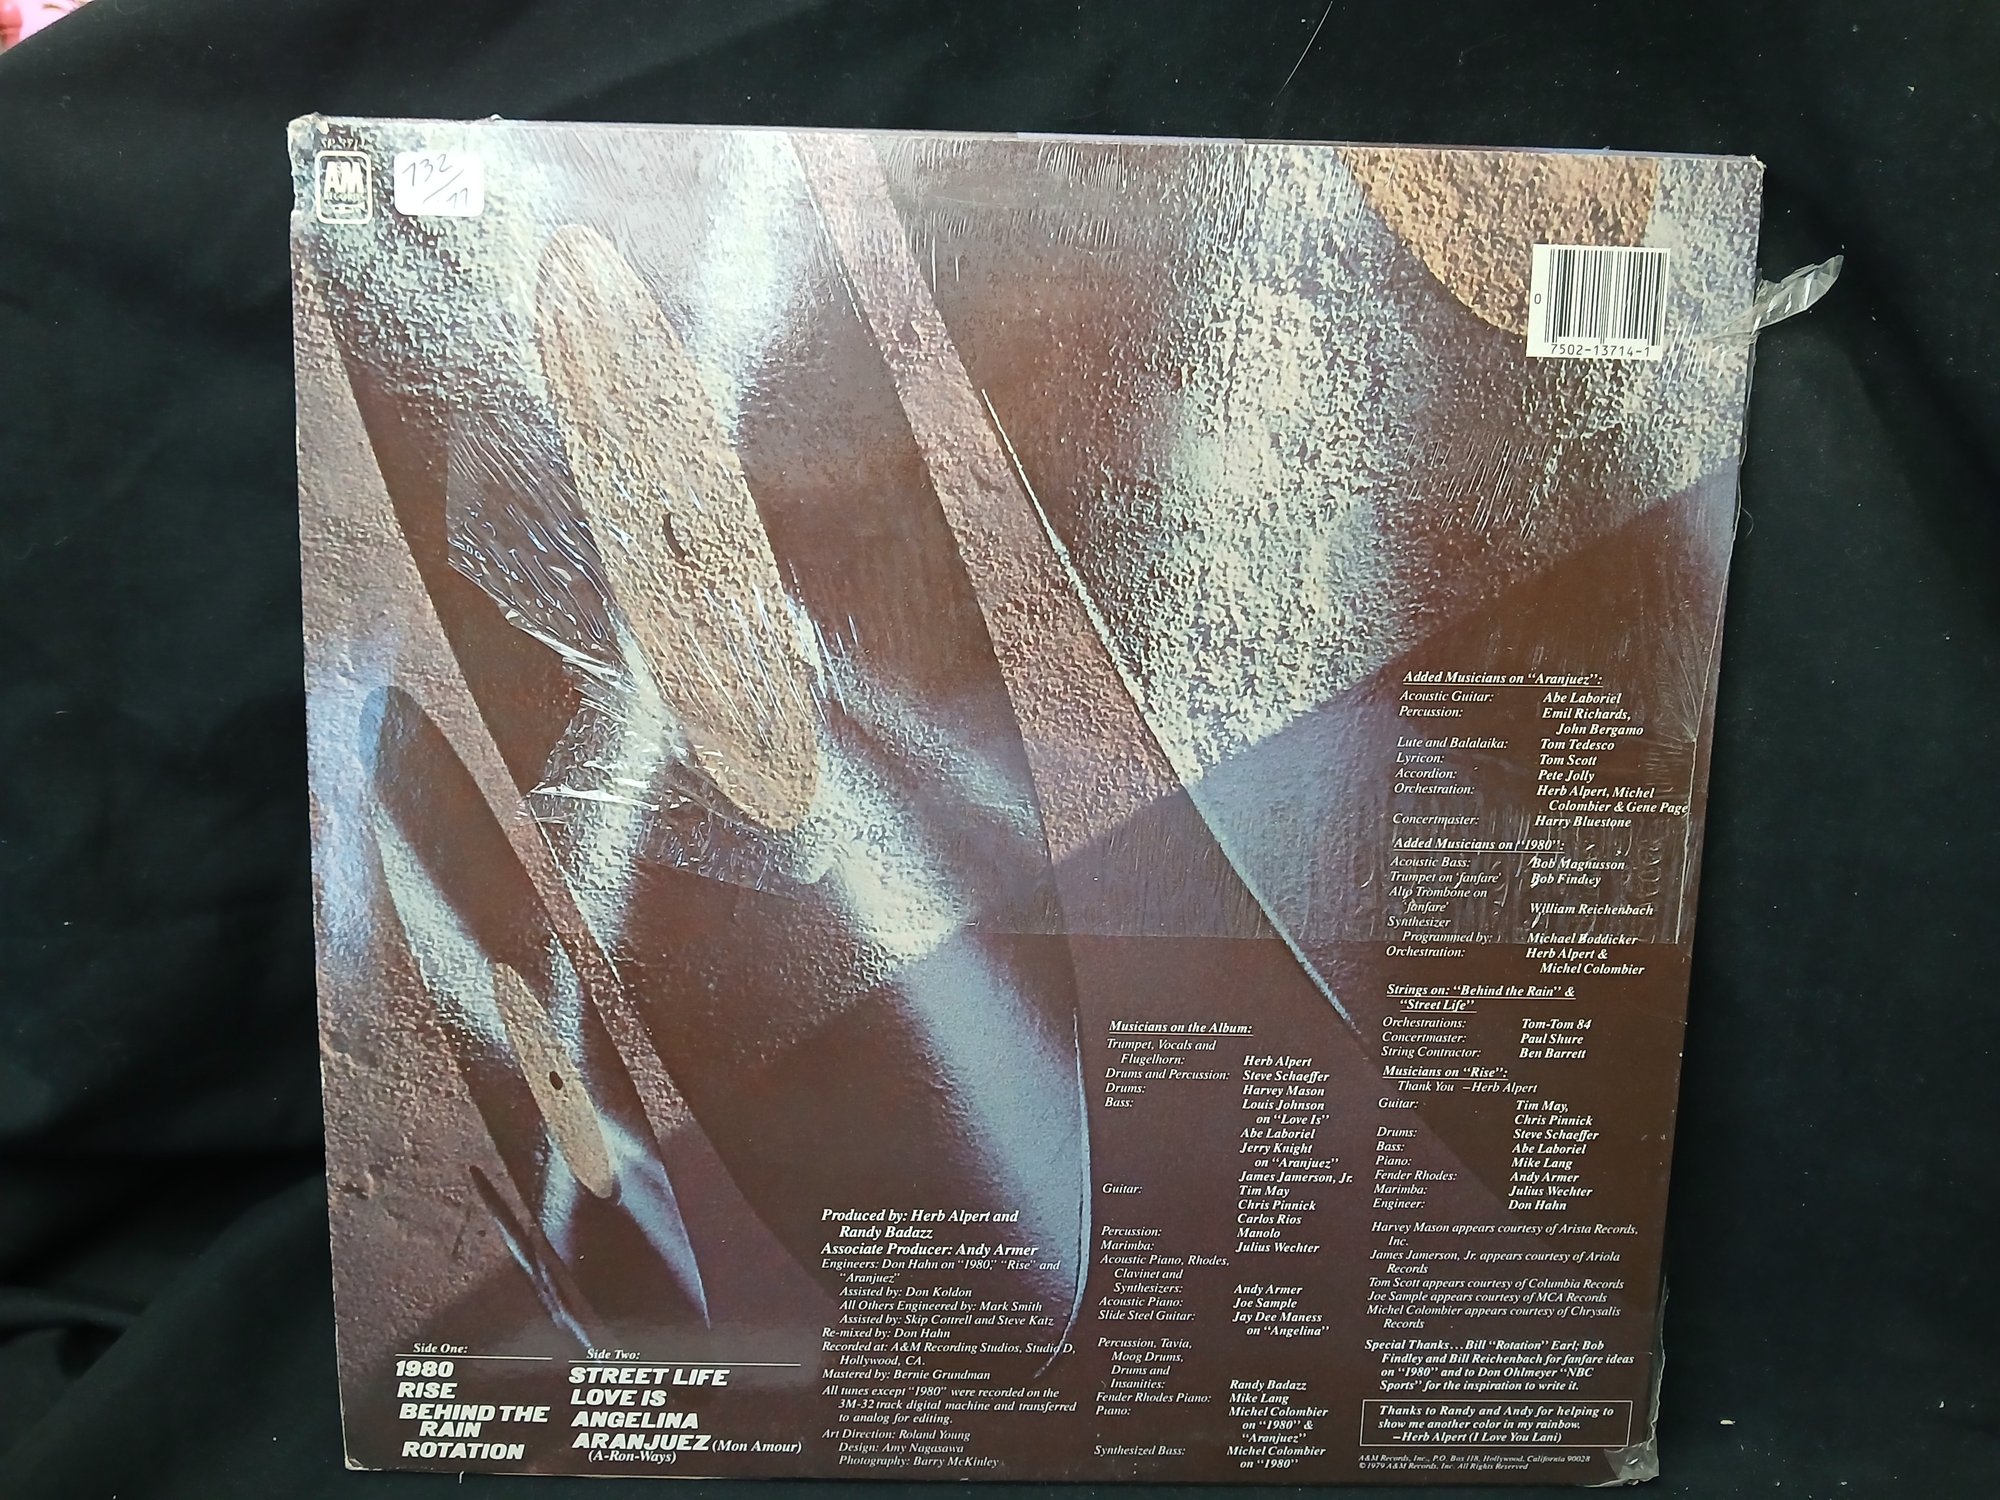 A&M
RECORDS
132/11
0
7502-13714-1
Added Musicians on "Aranjuez":
Acoustic Guitar: Abe Laboriel
Percussion: Emil Richards,
John Bergamo
Lute and Balalaika: Tom Tedesco
Lyricon: Tom Scott
Accordion: Pete Jolly
Orchestration: Herb Alpert, Michel
Colombier & Gene Page
Concertmaster: Harry Bluestone
Added Musicians on "1980":
Acoustic Bass: Bob Magnusson
Trumpet on 'fanfare' Bob Findley
Alto Trombone on
'fanfare' William Reichenbach
Synthesizer
Programmed by: Michael Boddicker
Orchestration: Herb Alpert &
Michel Colombier
Strings on: "Behind the Rain" &
"Street Life"
Orchestrations: Tom-Tom 84
Concertmaster: Paul Shure
String Contractor: Ben Barrett
Musicians on "Rise":
Thank You –Herb Alpert
Guitar: Tim May,
Chris Pinnick
Drums: Steve Schaeffer
Bass: Abe Laboriel
Piano: Mike Lang
Fender Rhodes: Andy Armer
Marimba: Julius Wechter
Engineer: Don Hahn
Harvey Mason appears courtesy of Arista Records,
Inc.
James Jamerson, Jr. appears courtesy of Ariola
Records
Tom Scott appears courtesy of Columbia Records
Joe Sample appears courtesy of MCA Records
Michel Colombier appears courtesy of Chrysalis
Records
Special Thanks...Bill "Rotation" Earl; Bob
Findley and Bill Reichenbach for fanfare ideas
on "1980" and to Don Ohlmeyer "NBC
Sports" for the inspiration to write it.
Thanks to Randy and Andy for helping to
show me another color in my rainbow.
–Herb Alpert (I Love You Lani)
A&M Records, Inc., P.O. Box 118, Hollywood, California 90028
©1979 A&M Records, Inc. All Rights Reserved
Musicians on the Album:
Trumpet, Vocals and
Flugelhorn: Herb Alpert
Drums and Percussion: Steve Schaeffer
Drums: Harvey Mason
Bass: Louis Johnson
on "Love Is"
Abe Laboriel
Jerry Knight
on "Aranjuez"
James Jamerson, Jr.
Guitar: Tim May
Chris Pinnick
Carlos Rios
Percussion: Manolo
Marimba: Julius Wechter
Acoustic Piano, Rhodes,
Clavinet and
Synthesizers: Andy Armer
Acoustic Piano: Joe Sample
Slide Steel Guitar: Jay Dee Maness
on "Angelina"
Percussion, Tavia,
Moog Drums,
Drums and
Insanities: Randy Badazz
Fender Rhodes Piano: Mike Lang
Piano: Michel Colombier
on "1980" &
"Aranjuez"
Synthesized Bass: Michel Colombier
on "1980"
Produced by: Herb Alpert and
Randy Badazz
Associate Producer: Andy Armer
Engineers: Don Hahn on "1980," "Rise" and
"Aranjuez"
Assisted by: Don Koldon
All Others Engineered by: Mark Smith
Assisted by: Skip Cottrell and Steve Katz
Re-mixed by: Don Hahn
Recorded at: A&M Recording Studios, Studio D,
Hollywood, CA.
Mastered by: Bernie Grundman
All tunes except "1980" were recorded on the
3M-32 track digital machine and transferred
to analog for editing.
Art Direction: Roland Young
Design: Amy Nagasawa
Photography: Barry McKinley
Side One:
1980
RISE
BEHIND THE
RAIN
ROTATION
Side Two:
STREET LIFE
LOVE IS
ANGELINA
ARANJUEZ (Mon Amour)
(A-Ron-Ways)